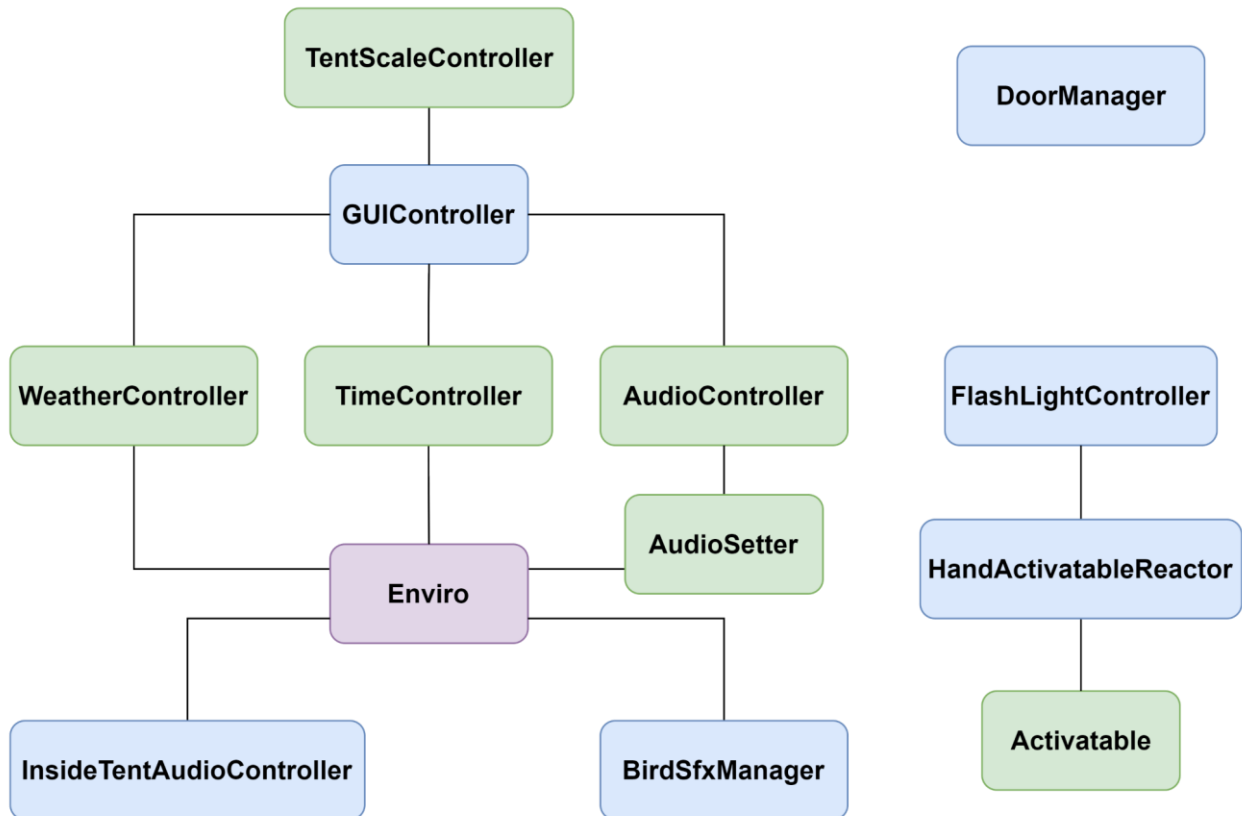 TentScaleController
DoorManager
GUIController
WeatherController
TimeController
AudioController
FlashLightController
AudioSetter
HandActivatableReactor
Enviro
InsideTentAudioController
BirdSfxManager
Activatable